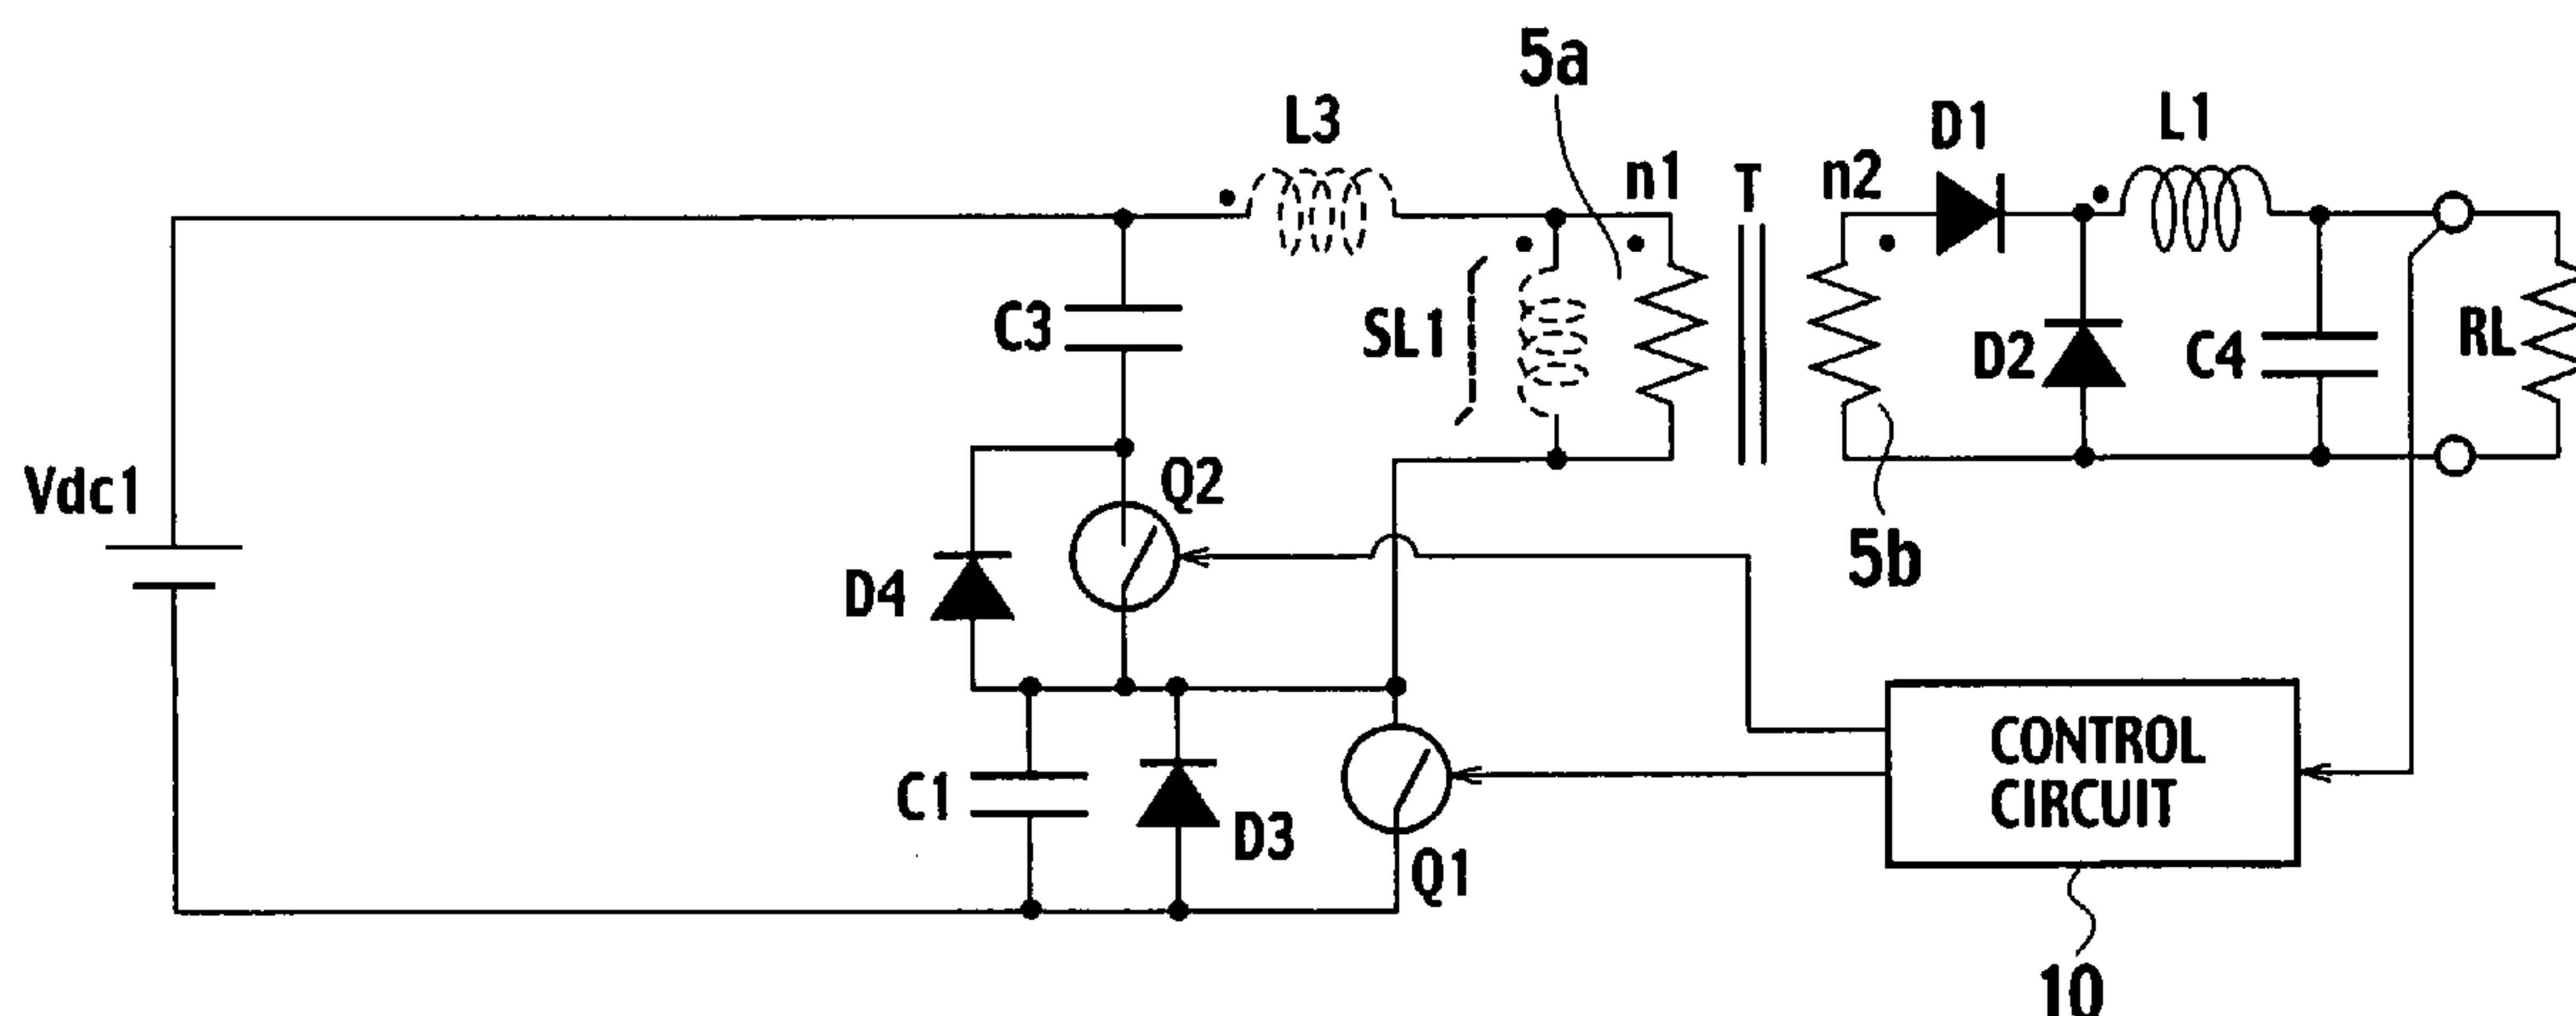 5a
L3
n1
T
n2
D1
L1
C3
SL1
D2
C4
RL
Vdc1
Q2
D4
5b
C1
D3
Q1
CONTROL
CIRCUIT
10